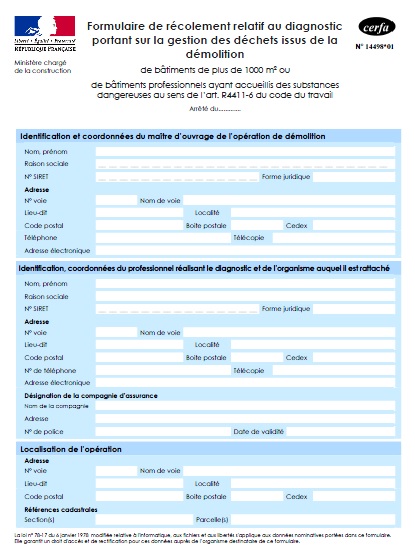 Formulaire de récolement relatif au diagnostic
portant sur la gestion des déchets issus de la
démolition
cerfa
N° 14498*01
Liberté • Égalité • Fraternité
RÉPUBLIQUE FRANÇAISE
Ministère chargé
de la construction
de bâtiments de plus de 1000 m² ou
de bâtiments professionnels ayant accueillis des substances
dangereuses au sens de l'art. R4411-6 du code du travail
Arrêté du............
Identification et coordonnées du maître d'ouvrage de l'opération de démolition
Nom, prénom
Raison sociale
N° SIRET Forme juridique
Adresse
N° voie Nom de voie
Lieu-dit Localité
Code postal Boite postale Cedex
Téléphone Télécopie
Adresse électronique
Identification, coordonnées du professionnel réalisant le diagnostic et de l'organisme auquel il est rattaché
Nom, prénom
Raison sociale
N° SIRET Forme juridique
Adresse
N° voie Nom de voie
Lieu-dit Localité
Code postal Boite postale Cedex
N° de téléphone Télécopie
Adresse électronique
Désignation de la compagnie d'assurance
Nom de la compagnie
Adresse
N° de police Date de validité
Localisation de l'opération
Adresse
N° voie Nom de voie
Lieu-dit Localité
Code postal Boite postale Cedex
Références cadastrales
Section(s) Parcelle(s)
La loi n° 78-17 du 6 janvier 1978 modifiée relative à l'informatique, aux fichiers et aux libertés s'applique aux données nominatives portées dans ce formulaire.
Elle garantit un droit d'accès et de rectification pour ces données auprès de l'organisme destinataire de ce formulaire.